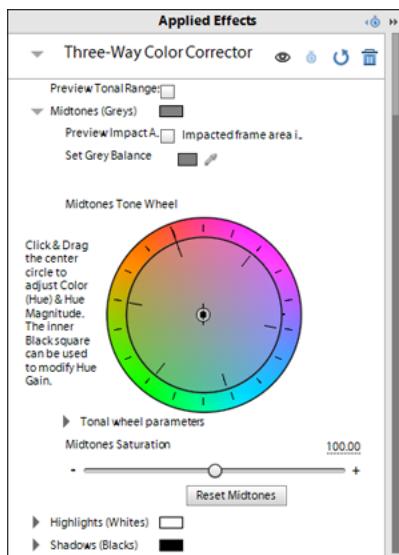 Applied Effects
Three-Way Color Corrector
Preview Tonal Range:
Midtones (Greys)
Preview Impact A.. Impacted frame area i..
Set Grey Balance
Midtones Tone Wheel
Click & Drag
the center
circle to
adjust Color
(Hue) & Hue
Magnitude.
The inner
Black square
can be used
to modify Hue
Gain.
Tonal wheel parameters
Midtones Saturation 100.00
- +
Reset Midtones
Highlights (Whites)
Shadows (Blacks)